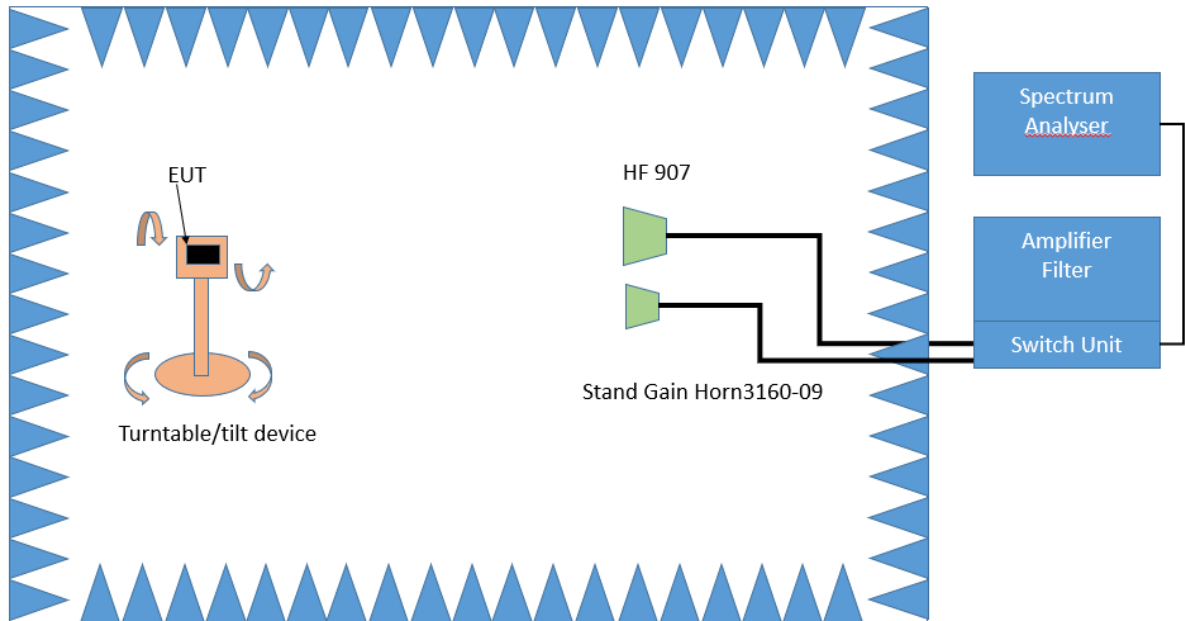 Spectrum
Analyser
EUT
HF 907
Amplifier
Filter
Switch Unit
Stand Gain Horn3160-09
Turntable/tilt device